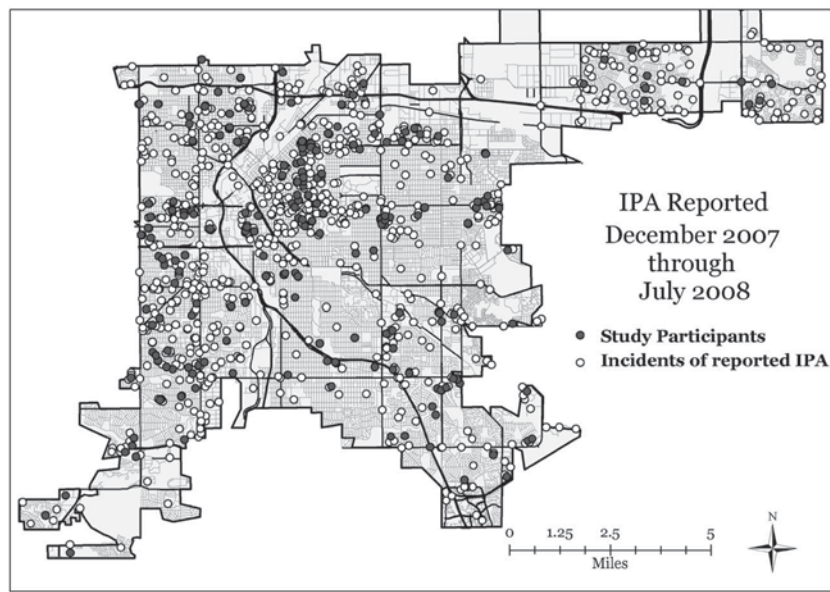 IPA Reported
December 2007
through
July 2008
Study Participants
Incidents of reported IPA
N
0 1.25 2.5 5
Miles